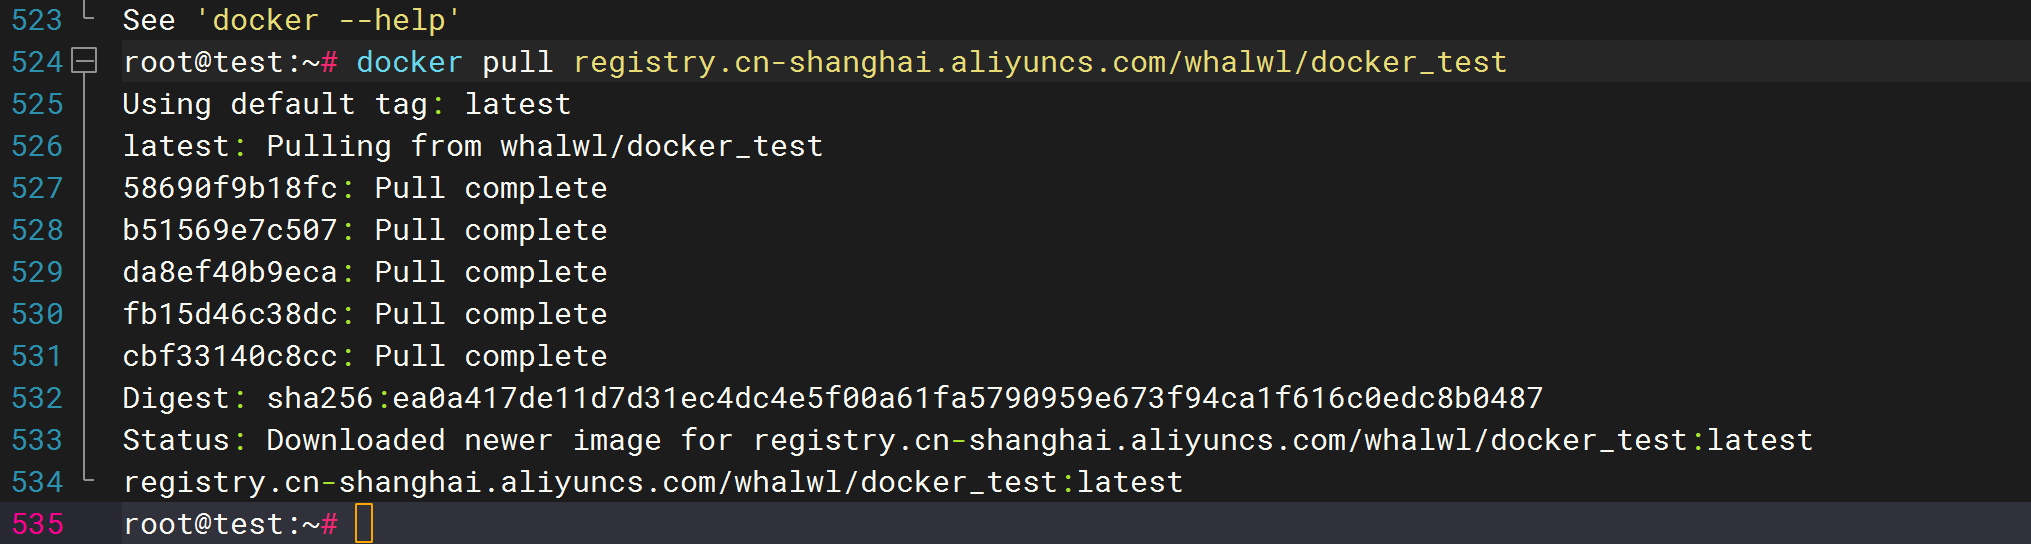 523 See 'docker --help'
524 root@test:~# docker pull registry.cn-shanghai.aliyuncs.com/whalwl/docker_test
525 Using default tag: latest
526 latest: Pulling from whalwl/docker_test
527 58690f9b18fc: Pull complete
528 b51569e7c507: Pull complete
529 da8ef40b9eca: Pull complete
530 fb15d46c38dc: Pull complete
531 cbf33140c8cc: Pull complete
532 Digest: sha256:ea0a417de11d7d31ec4dc4e5f00a61fa5790959e673f94ca1f616c0edc8b0487
533 Status: Downloaded newer image for registry.cn-shanghai.aliyuncs.com/whalwl/docker_test:latest
534 registry.cn-shanghai.aliyuncs.com/whalwl/docker_test:latest
535 root@test:~#